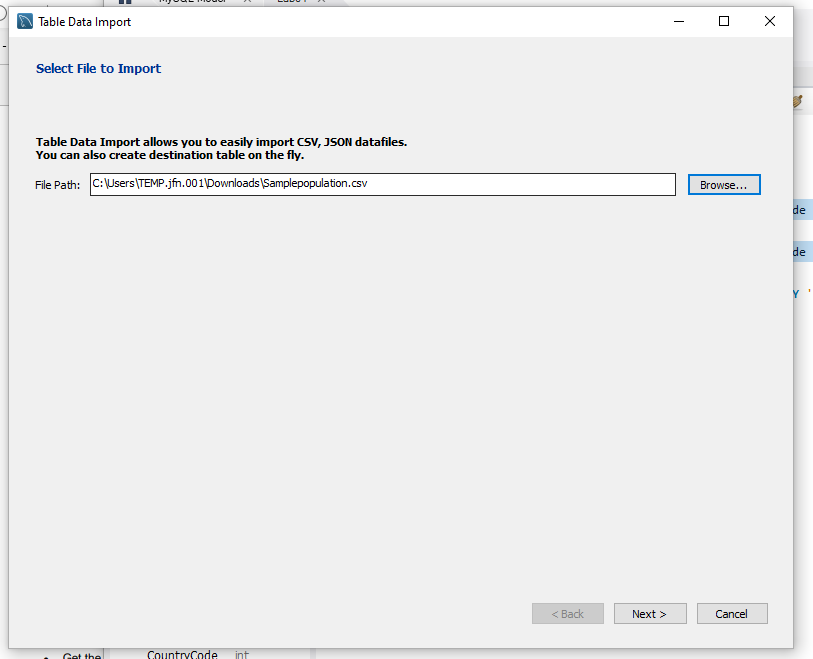 Table Data Import
Select File to Import
Table Data Import allows you to easily import CSV, JSON datafiles.
You can also create destination table on the fly.
File Path: C:\Users\TEMP.jfn.001\Downloads\Samplepopulation.csv Browse...
de
de
Y '
< Back Next > Cancel
Get the CountryCode int